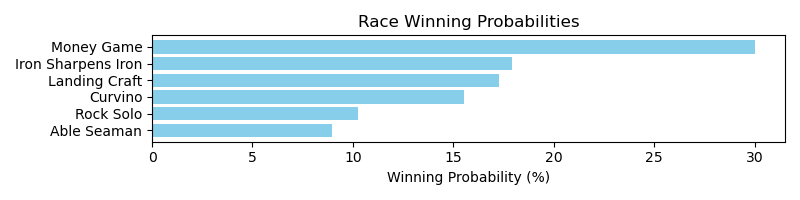 Race Winning Probabilities
Money Game
Iron Sharpens Iron
Landing Craft
Curvino
Rock Solo
Able Seaman
0 5 10 15 20 25 30
Winning Probability (%)